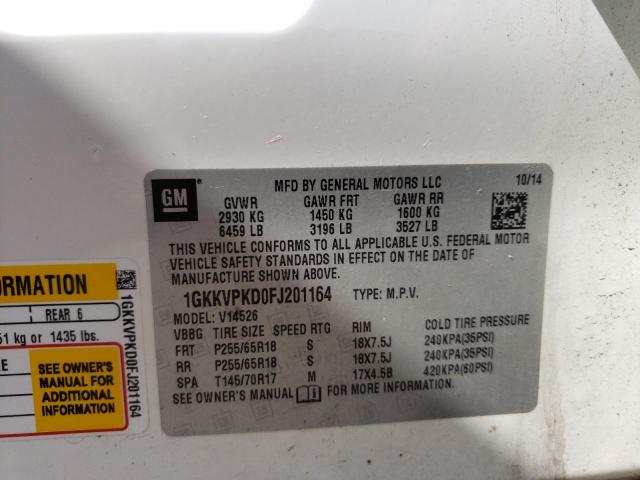 GM
MFD BY GENERAL MOTORS LLC 10/14
GVWR GAWR FRT GAWR RR
2930 KG 1450 KG 1600 KG
6459 LB 3196 LB 3527 LB
THIS VEHICLE CONFORMS TO ALL APPLICABLE U.S. FEDERAL MOTOR
VEHICLE SAFETY STANDARDS IN EFFECT ON THE DATE OF
MANUFACTURE SHOWN ABOVE.
1GKKVPKD0FJ201164 TYPE: M.P.V.
MODEL: V14526
VBBG TIRE SIZE SPEED RTG RIM COLD TIRE PRESSURE
FRT P255/65R18 S 18X7.5J 240KPA(35PSI)
RR P255/65R18 S 18X7.5J 240KPA(35PSI)
SPA T145/70R17 M 17X4.5B 420KPA(60PSI)
SEE OWNER'S MANUAL FOR MORE INFORMATION.
ORMATION
REAR 6
51 kg or 1435 lbs.
SEE OWNER'S
MANUAL FOR
ADDITIONAL
INFORMATION
1GKKVPKD0FJ201164